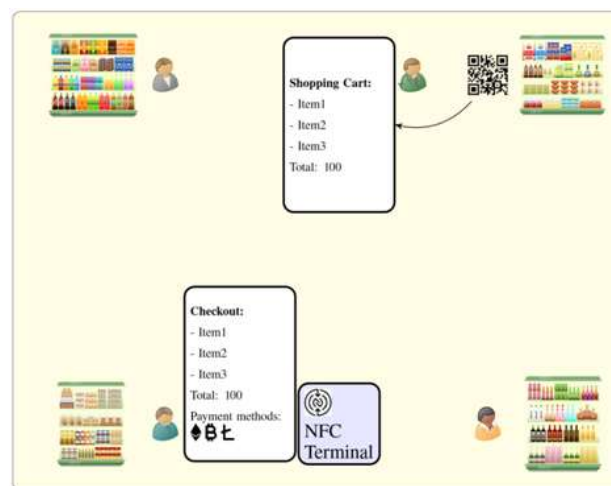 Shopping Cart:
- Item1
- Item2
- Item3
Total: 100
Checkout:
- Item1
- Item2
- Item3
Total: 100
Payment methods:
NFC
Terminal